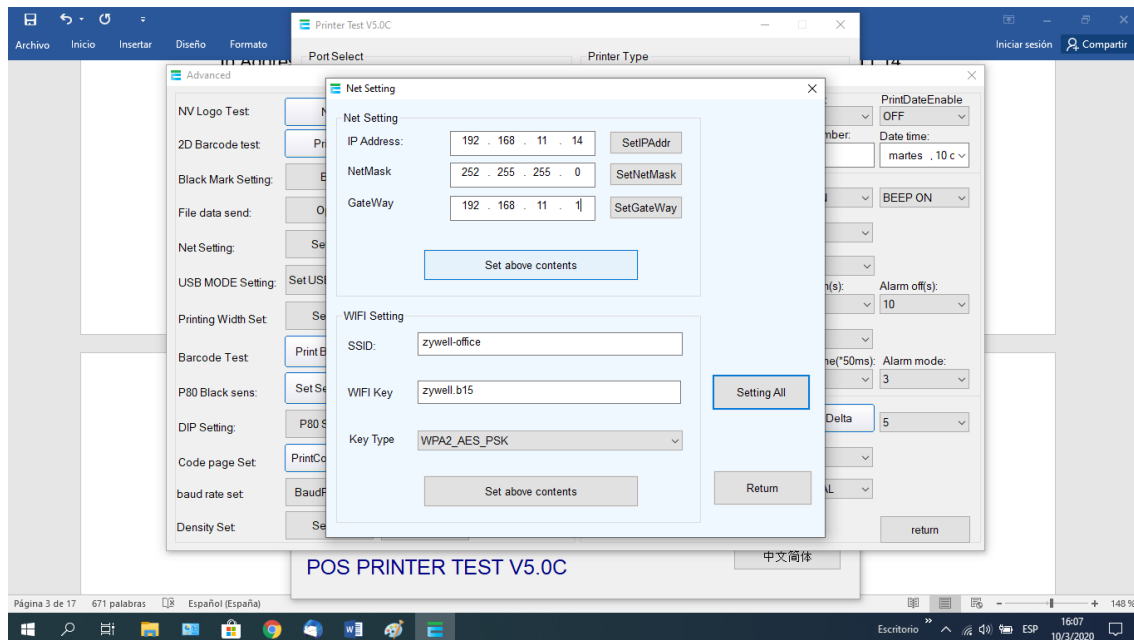 Printer Test V5.0C
Archivo Inicio Insertar Diseño Formato
Iniciar sesión Compartir
Port Select
Printer Type
Advanced
NV Logo Test:
2D Barcode test:
Black Mark Setting:
File data send:
Net Setting:
USB MODE Setting: Set USB
Printing Width Set:
Barcode Test: Print B
P80 Black sens: Set Se
DIP Setting: P80 S
Code page Set: PrintCo
baud rate set: BaudR
Density Set: Se
Net Setting
Net Setting
IP Address: 192 . 168 . 11 . 14 SetIPAddr
NetMask 252 . 255 . 255 . 0 SetNetMask
GateWay 192 . 168 . 11 . 1 SetGateWay
Set above contents
WIFI Setting
SSID: zywell-office
WIFI Key zywell.b15
Key Type WPA2_AES_PSK
Set above contents
Setting All
Return
PrintDateEnable
OFF
Date time:
martes , 10 c
BEEP ON
Alarm off(s):
10
Alarm mode:
3
Delta 5
return
POS PRINTER TEST V5.0C
中文简体
Página 3 de 17 671 palabras Español (España)
148 %
Escritorio ESP 16:07
10/3/2020